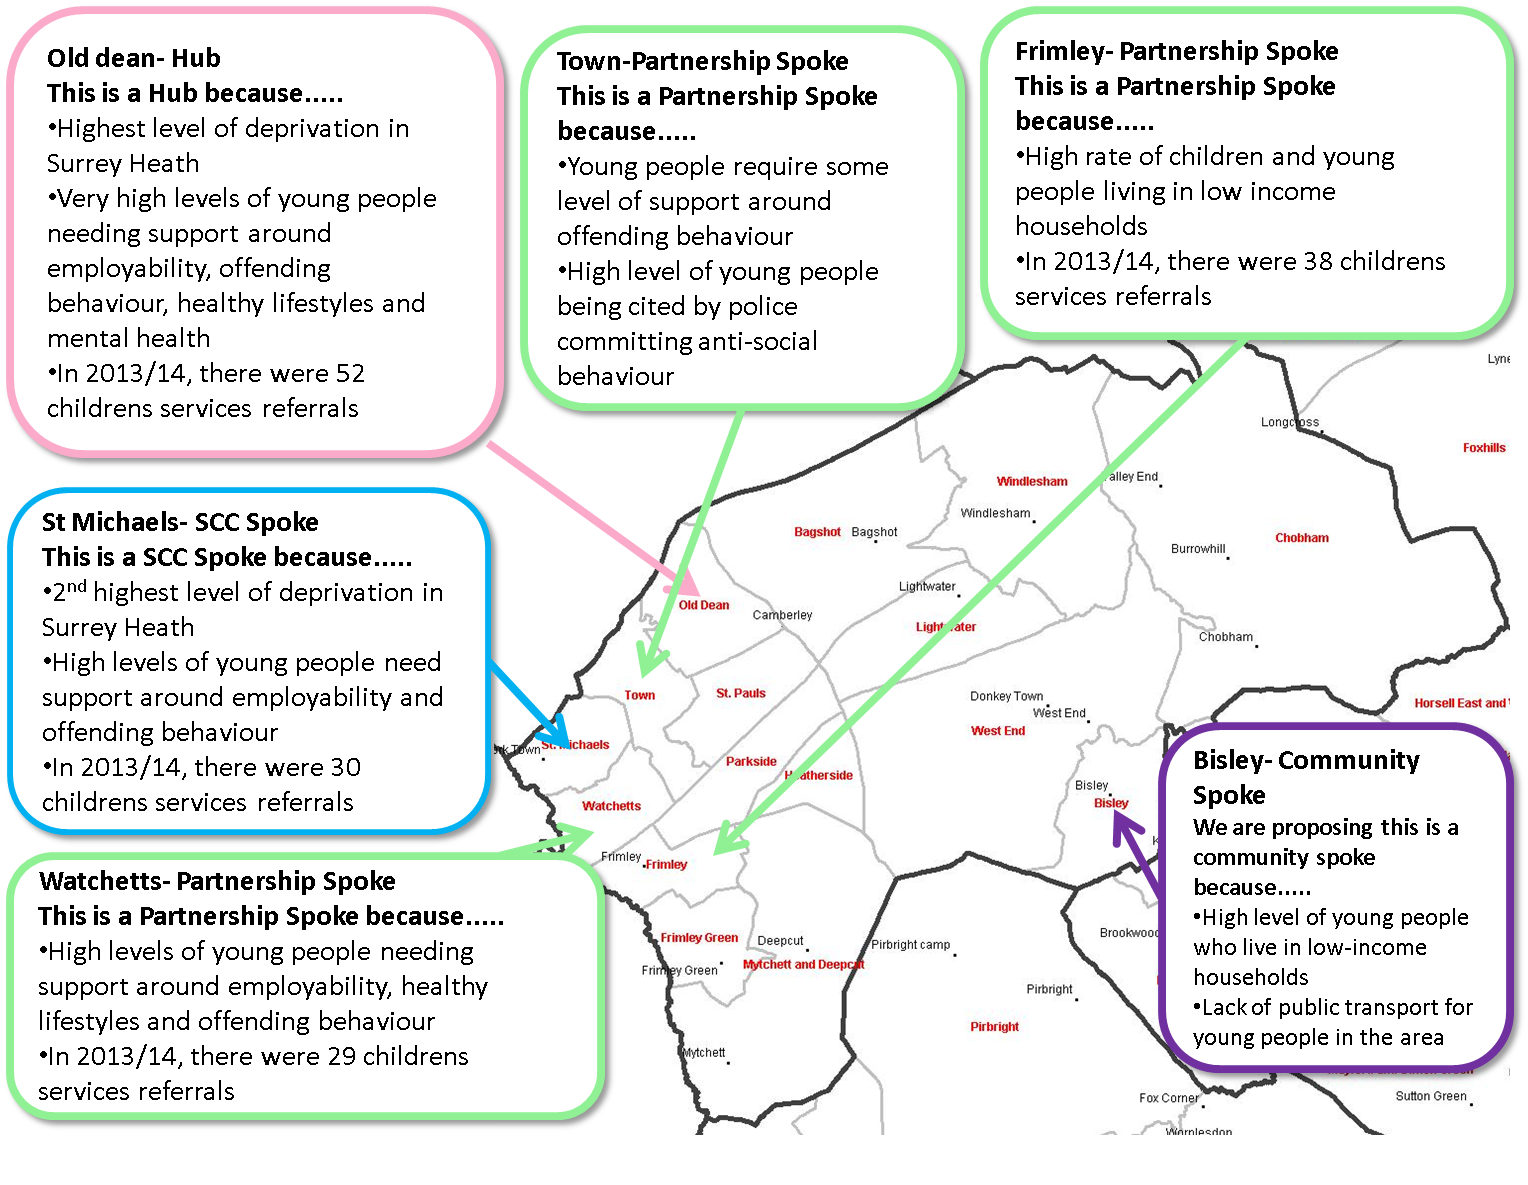 Old dean- Hub
This is a Hub because.....
•Highest level of deprivation in
Surrey Heath
•Very high levels of young people
needing support around
employability, offending
behaviour, healthy lifestyles and
mental health
•In 2013/14, there were 52
childrens services referrals
Town-Partnership Spoke
This is a Partnership Spoke
because.....
•Young people require some
level of support around
offending behaviour
•High level of young people
being cited by police
committing anti-social
behaviour
Frimley- Partnership Spoke
This is a Partnership Spoke
because.....
•High rate of children and young
people living in low income
households
•In 2013/14, there were 38 childrens
services referrals
St Michaels- SCC Spoke
This is a SCC Spoke because.....
•2nd highest level of deprivation in
Surrey Heath
•High levels of young people need
support around employability and
offending behaviour
•In 2013/14, there were 30
childrens services referrals
Watchetts- Partnership Spoke
This is a Partnership Spoke because.....
•High levels of young people needing
support around employability, healthy
lifestyles and offending behaviour
•In 2013/14, there were 29 childrens
services referrals
Bisley- Community
Spoke
We are proposing this is a
community spoke
because.....
•High level of young people
who live in low-income
households
•Lack of public transport for
young people in the area
Longcross
Foxhills
Windlesham
Valley End
Windlesham
Bagshot
Bagshot
Chobham
Burrowhill
Lightwater
Old Dean
Camberley
Lightwater
Chobham
Town
St. Pauls
Donkey Town
West End
West End
Horsell East and
St. Michaels
Town
Parkside
Heatherside
Watchetts
Bisley
Bisley
Frimley
Frimley
Frimley Green
Deepcut
Pirbright camp
Mytchett and Deepcut
Frimley Green
Pirbright
Pirbright
Mytchett
Fox Corner
Sutton Green